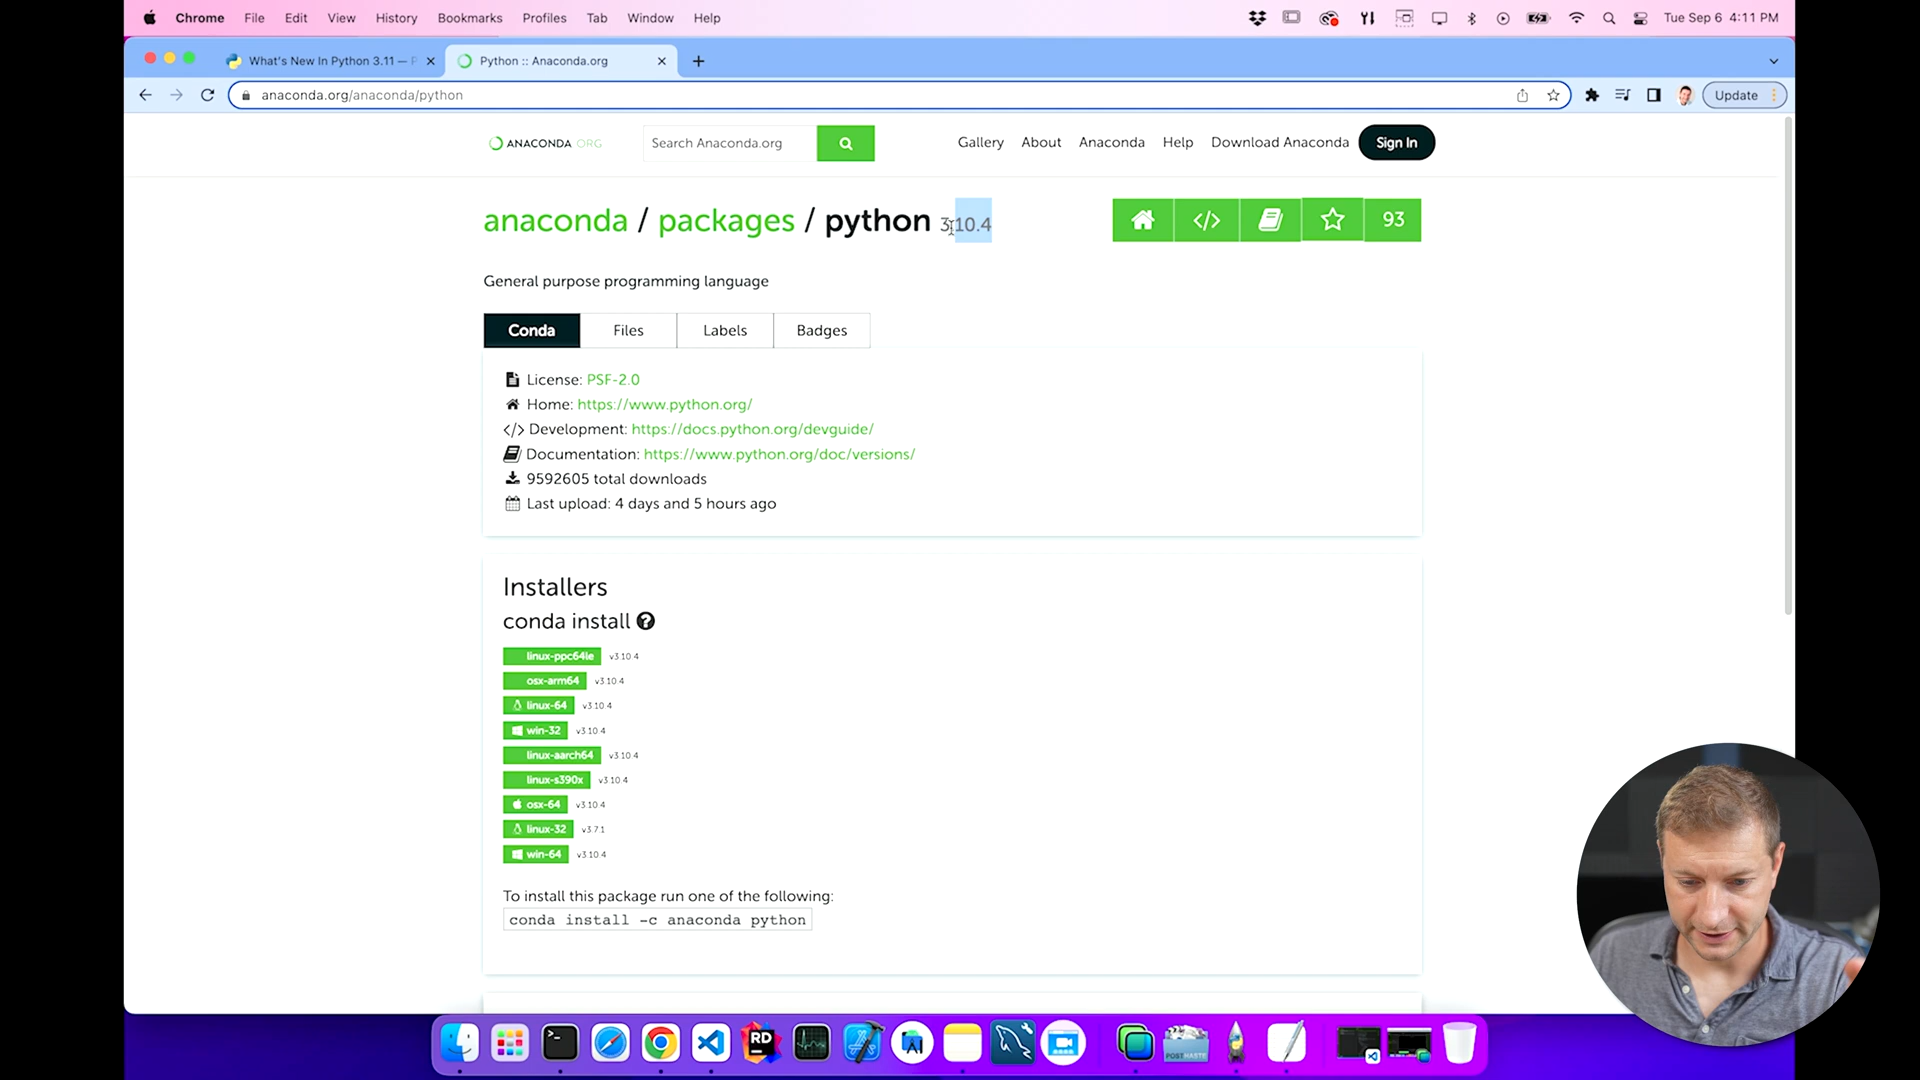 Chrome File Edit View History Bookmarks Profiles Tab Window Help
Tue Sep 6 4:11 PM
What's New In Python 3.11 — P
Python :: Anaconda.org
anaconda.org/anaconda/python
Update
ANACONDA.ORG
Search Anaconda.org
Gallery About Anaconda Help Download Anaconda Sign In
anaconda / packages / python 3.10.4
93
General purpose programming language
Conda Files Labels Badges
License: PSF-2.0
Home: https://www.python.org/
</> Development: https://docs.python.org/devguide/
Documentation: https://www.python.org/doc/versions/
9592605 total downloads
Last upload: 4 days and 5 hours ago
Installers
conda install
linux-ppc64le v3.10.4
osx-arm64 v3.10.4
linux-64 v3.10.4
win-32 v3.10.4
linux-aarch64 v3.10.4
linux-s390x v3.10.4
osx-64 v3.10.4
linux-32 v3.7.1
win-64 v3.10.4
To install this package run one of the following:
conda install -c anaconda python
RD
POSTHASTE